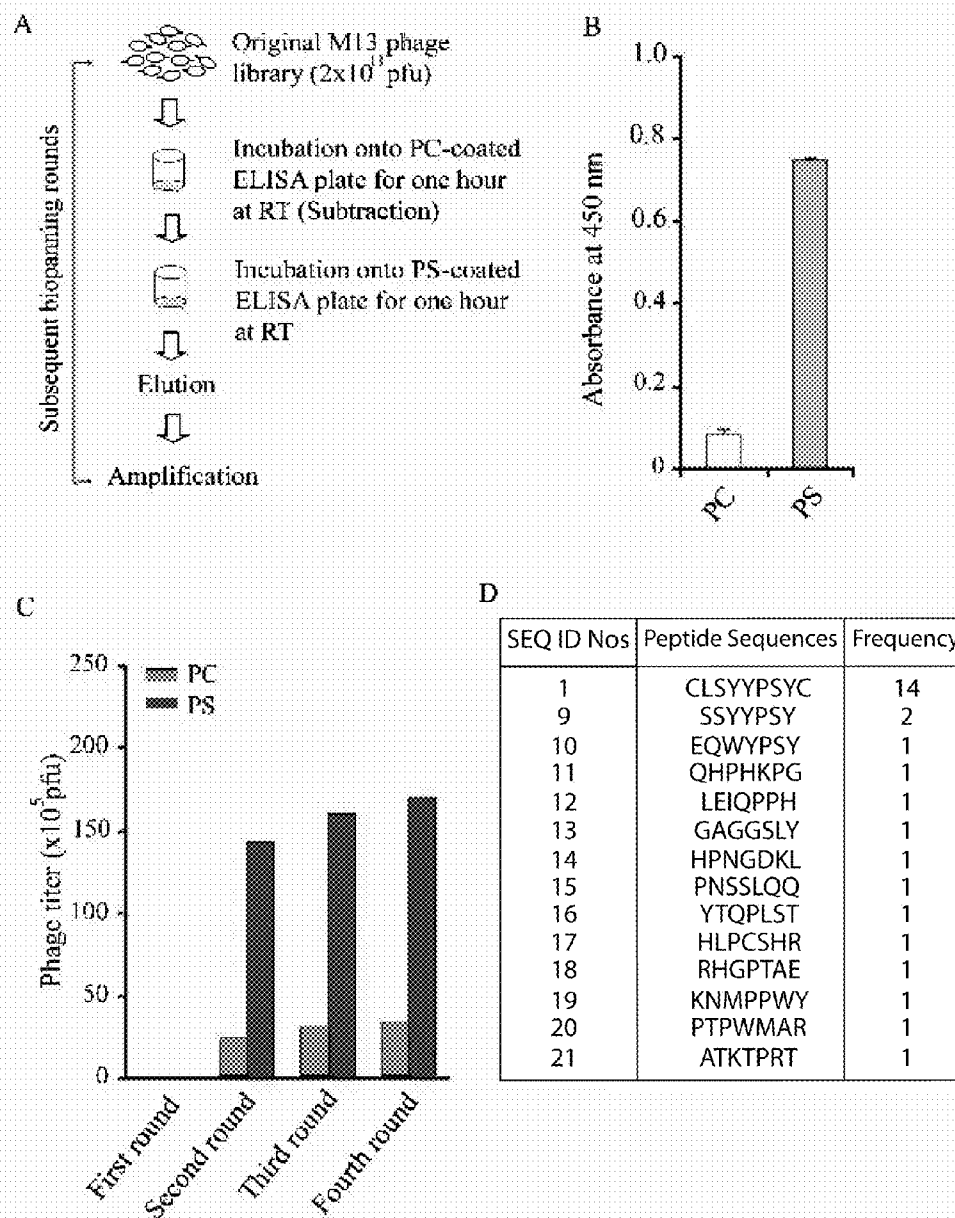 A
Original M13 phage
library (2x10¹³pfu)
Incubation onto PC-coated
ELISA plate for one hour
at RT (Subtraction)
Incubation onto PS-coated
ELISA plate for one hour
at RT
Elution
Amplification
Subsequent biopanning rounds
B
Absorbance at 450 nm
1.0
0.8
0.6
0.4
0.2
0
PC
PS
C
Phage titer (x10⁵pfu)
250
200
150
100
50
0
PC
PS
First round
Second round
Third round
Fourth round
D
SEQ ID Nos Peptide Sequences Frequency
1 CLSYYPSYC 14
9 SSYYPSY 2
10 EQWYPSY 1
11 QHPHKPG 1
12 LEIQPPH 1
13 GAGGSLY 1
14 HPNGDKL 1
15 PNSSLQQ 1
16 YTQPLST 1
17 HLPCSHR 1
18 RHGPTAE 1
19 KNMPPWY 1
20 PTPWMAR 1
21 ATKTPRT 1